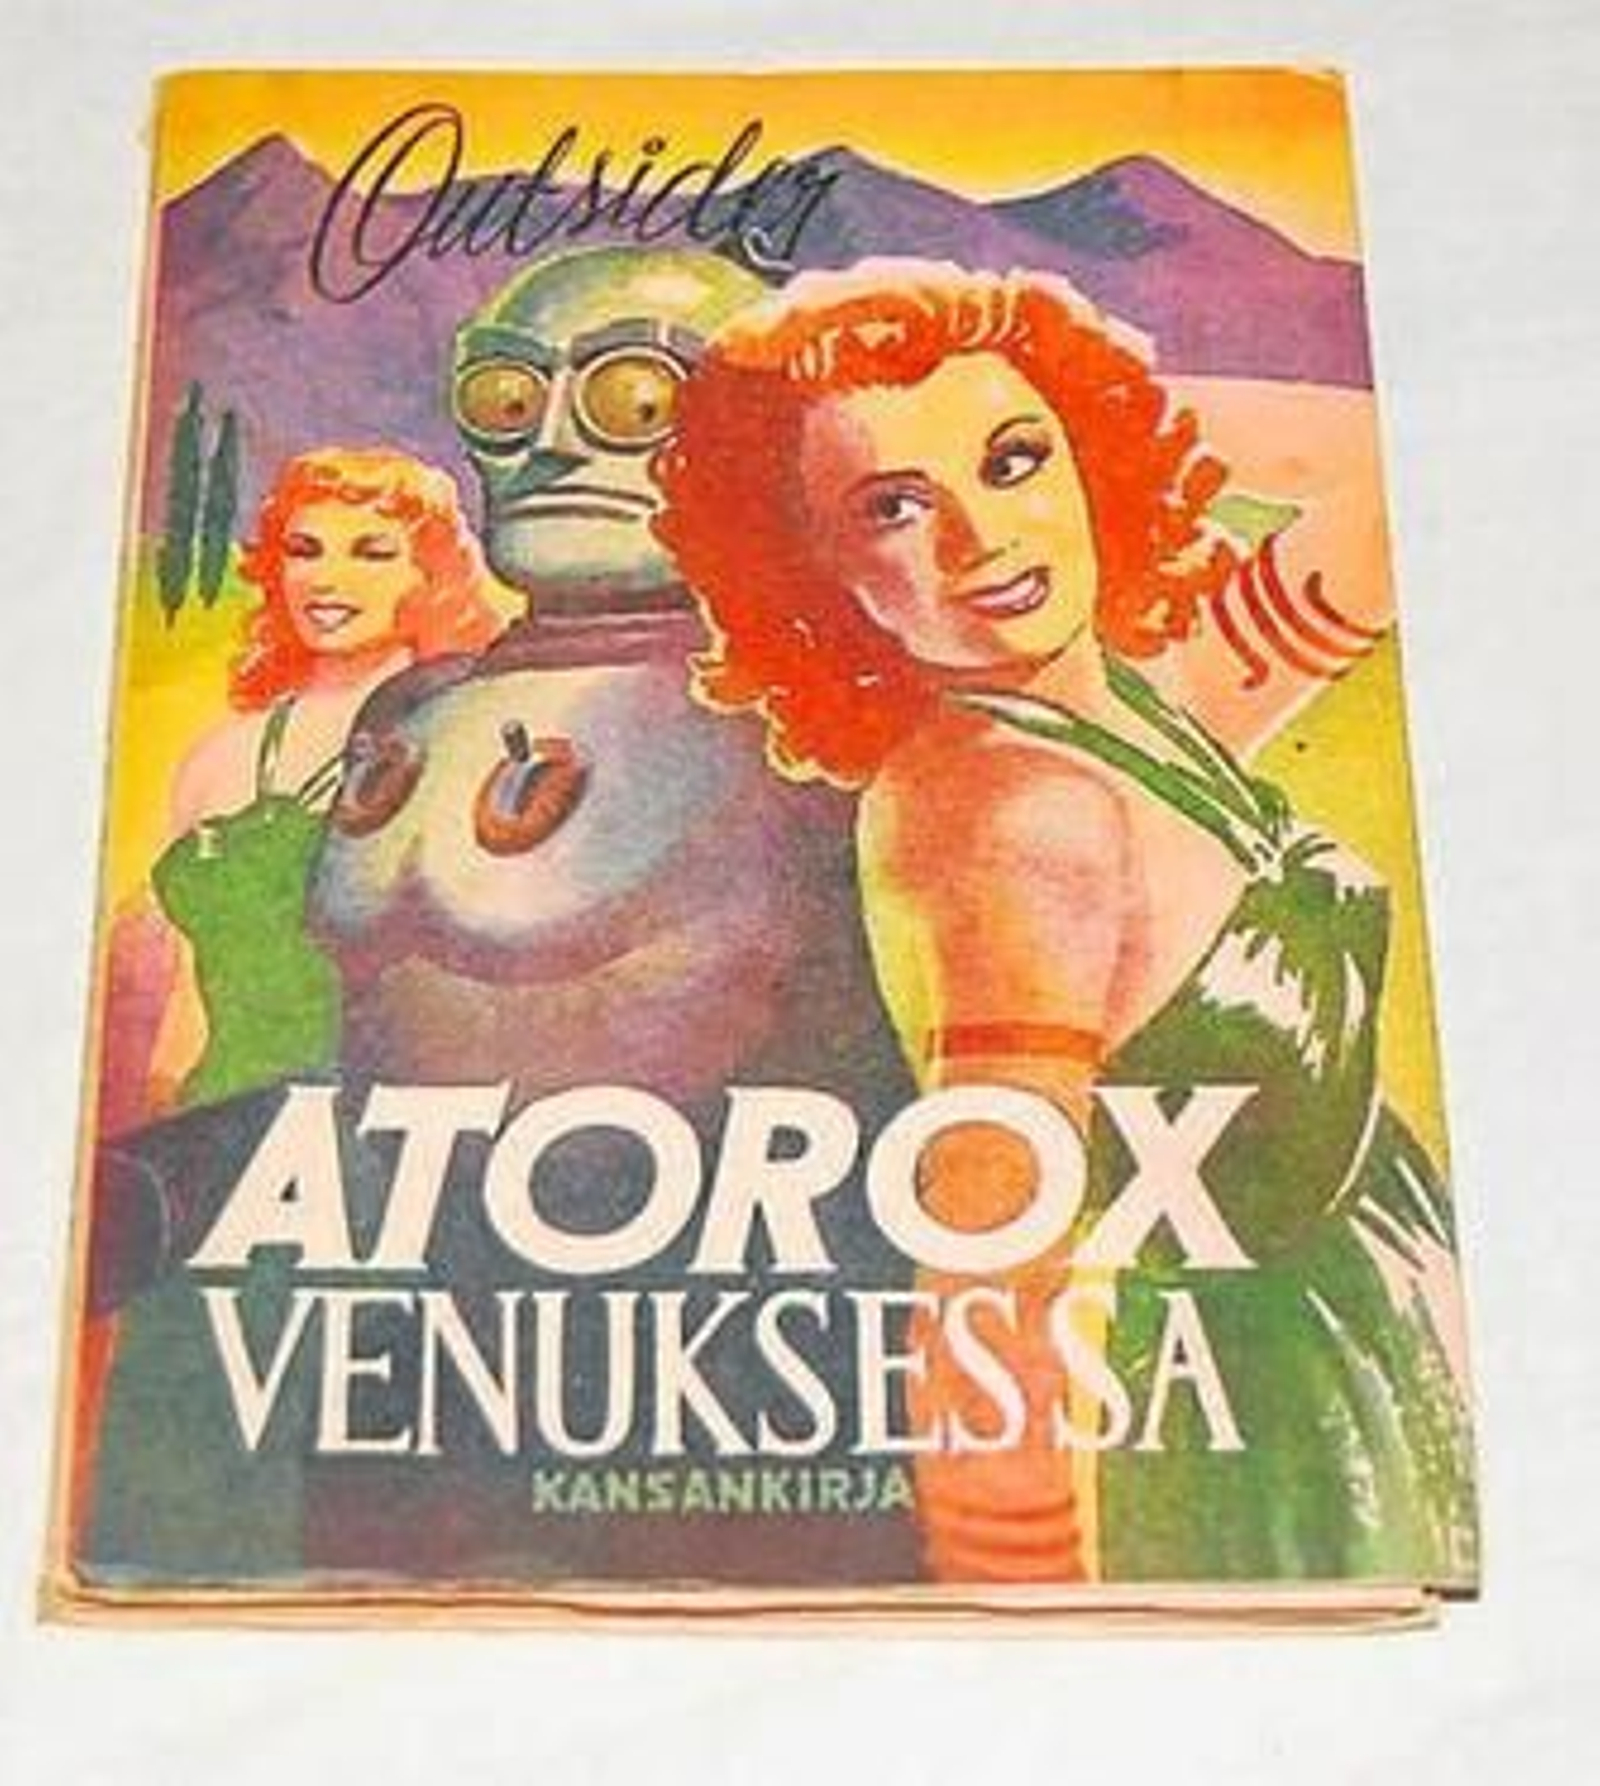 Outsider
ATOROX
VENUKSESSA
KANSANKIRJA